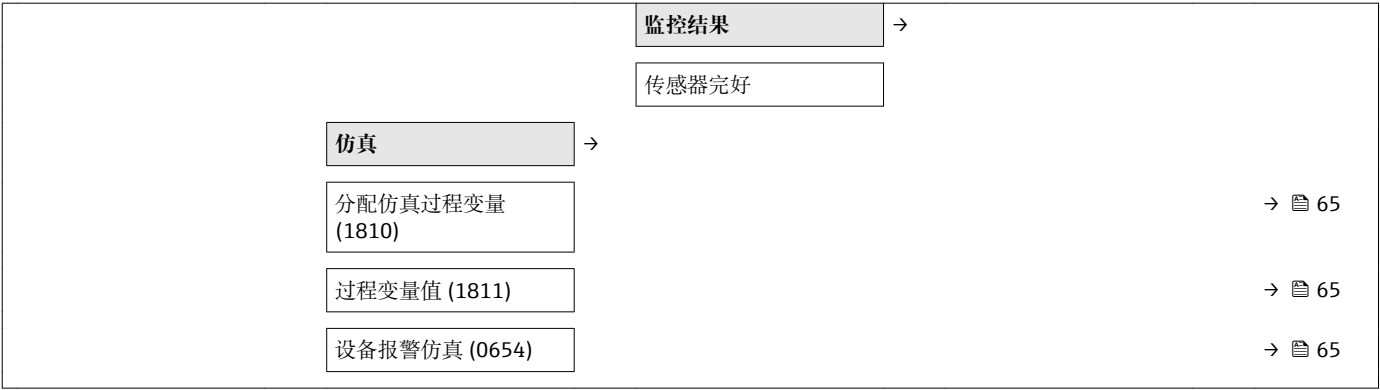 监控结果 →
传感器完好
仿真 →
分配仿真过程变量 → 65
(1810)
过程变量值 (1811) → 65
设备报警仿真 (0654) → 65